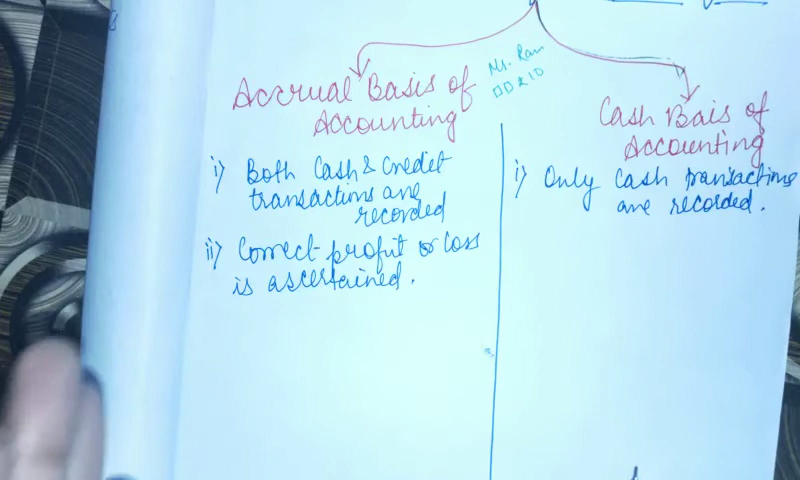 Accrual Basis of
Accounting
Mr. Ram
Cash Bais of
Accounting
i) Both Cash & Credit
transactions are
recorded
ii) Correct profit or loss
is ascertained.
i) Only Cash transactions
are recorded.